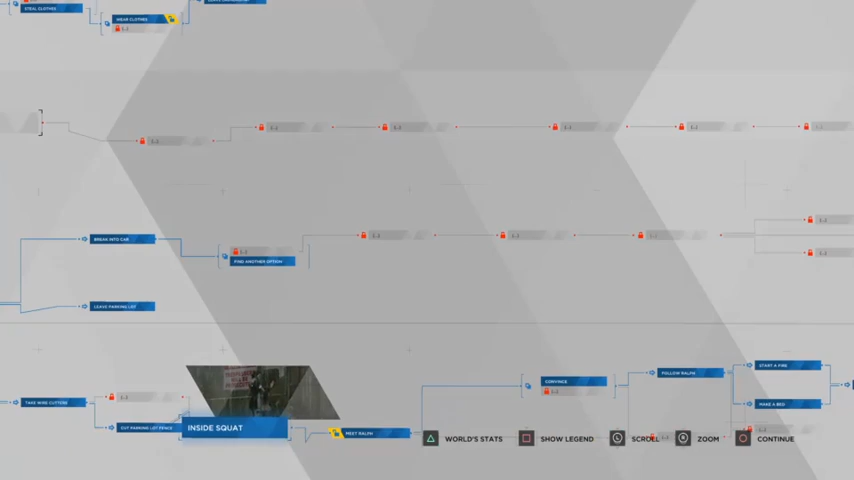 STEAL CLOTHES
WEAR CLOTHES
BREAK INTO CAR
FIND ANOTHER OPTION
LEAVE PARKING LOT
START A FIRE
FOLLOW RALPH
CONVINCE
TAKE WIRE CUTTERS
MAKE A BED
CUT PARKING LOT FENCE
INSIDE SQUAT
MEET RALPH
WORLD'S STATS
SHOW LEGEND
L SCROLL
R ZOOM
CONTINUE